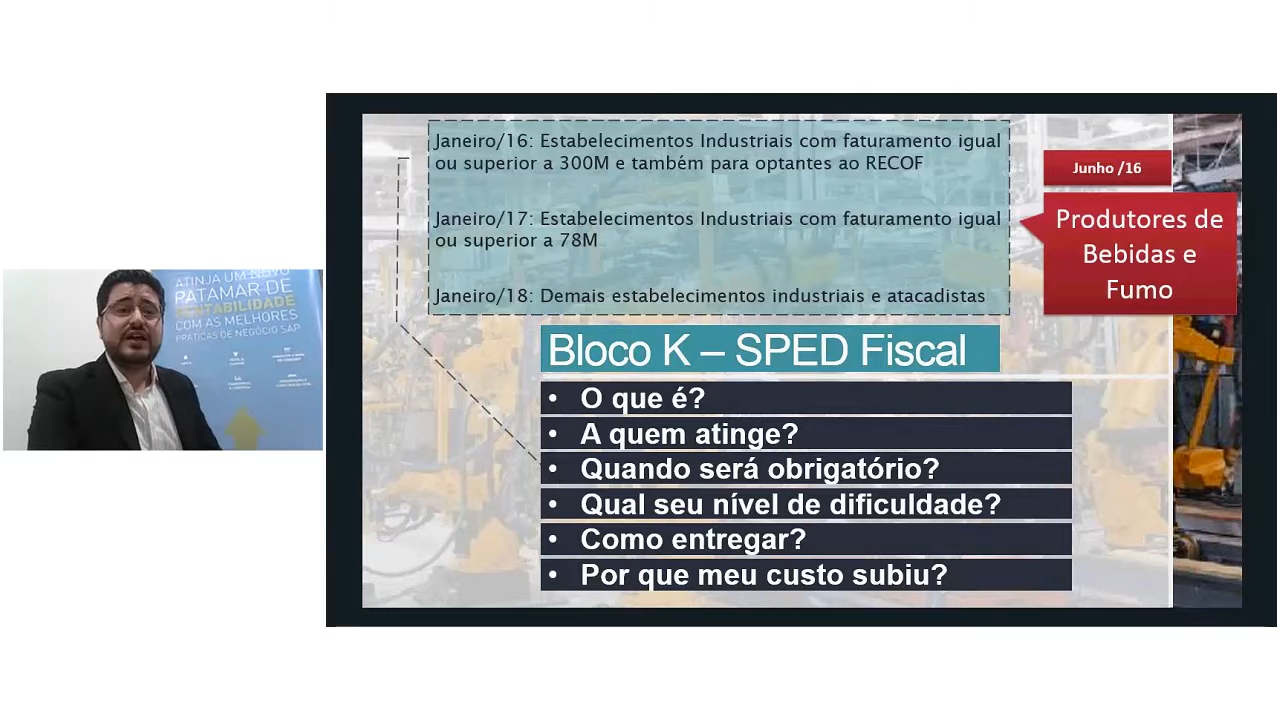 Janeiro/16: Estabelecimentos Industriais com faturamento igual
ou superior a 300M e também para optantes ao RECOF
Janeiro/17: Estabelecimentos Industriais com faturamento igual
ou superior a 78M
Janeiro/18: Demais estabelecimentos industriais e atacadistas
Junho /16
Produtores de
Bebidas e
Fumo
Bloco K – SPED Fiscal
• O que é?
• A quem atinge?
• Quando será obrigatório?
• Qual seu nível de dificuldade?
• Como entregar?
• Por que meu custo subiu?
ATINJA UM NOVO
PATAMAR DE
COM AS MELHORES
PRÁTICAS DE NEGÓCIO SAP